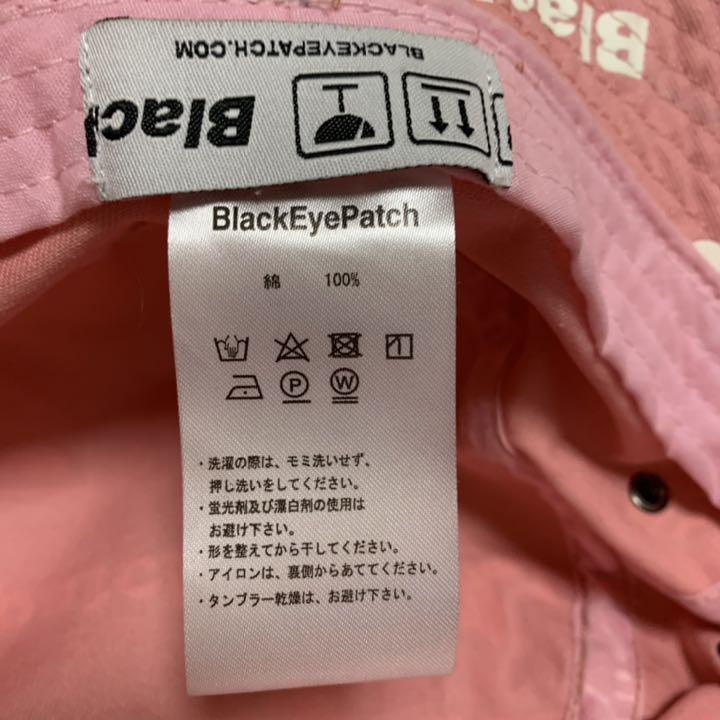 BLACKEYEPATCH.COM
Blac
BlackEyePatch
綿 100%
P W
・洗濯の際は、モミ洗いせず、
押し洗いをしてください。
・蛍光剤及び漂白剤の使用は
お避け下さい。
・形を整えてから干してください。
・アイロンは、裏側からあててください。
・タンブラー乾燥は、お避け下さい。
Bla